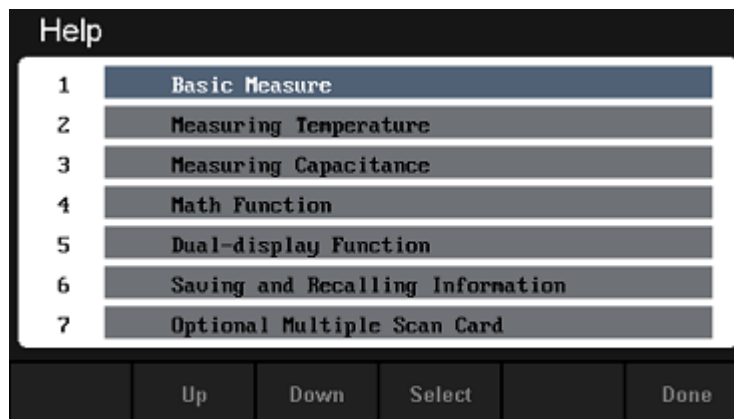 Help
1 Basic Measure
2 Measuring Temperature
3 Measuring Capacitance
4 Math Function
5 Dual-display Function
6 Saving and Recalling Information
7 Optional Multiple Scan Card
Up Down Select Done